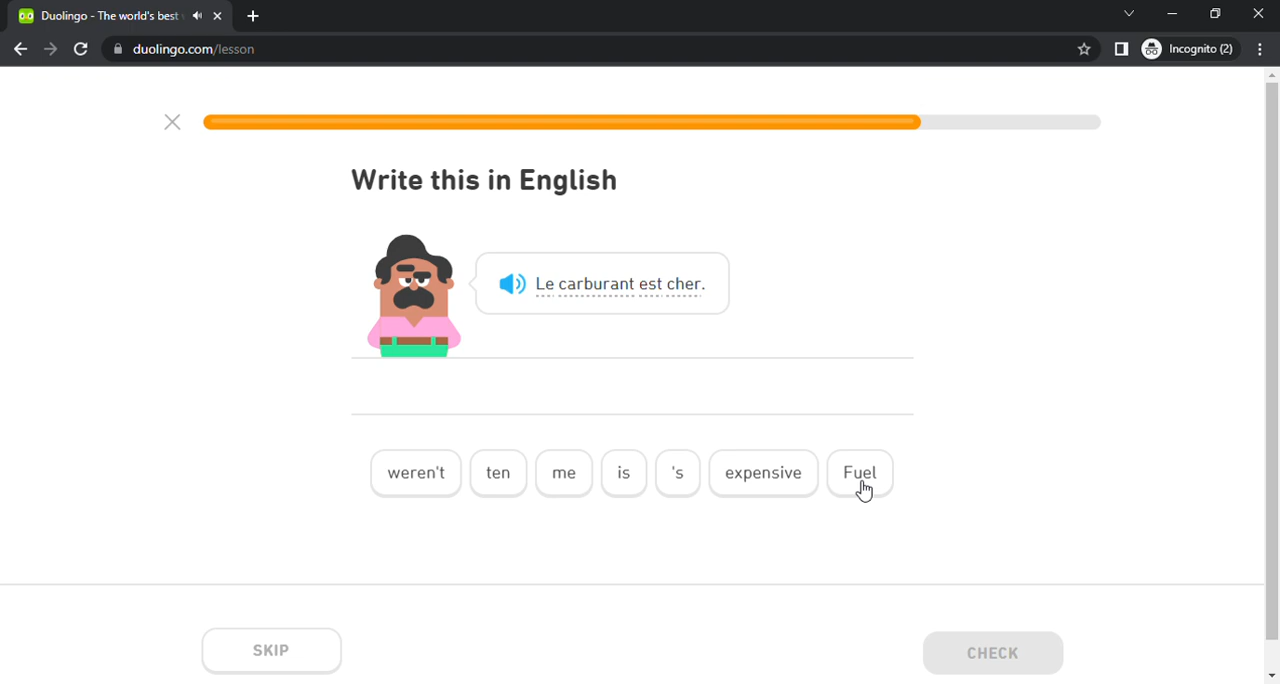 Duolingo - The world's best
duolingo.com/lesson
Incognito (2)
Write this in English
Le carburant est cher.
weren't ten me is 's expensive Fuel
SKIP
CHECK